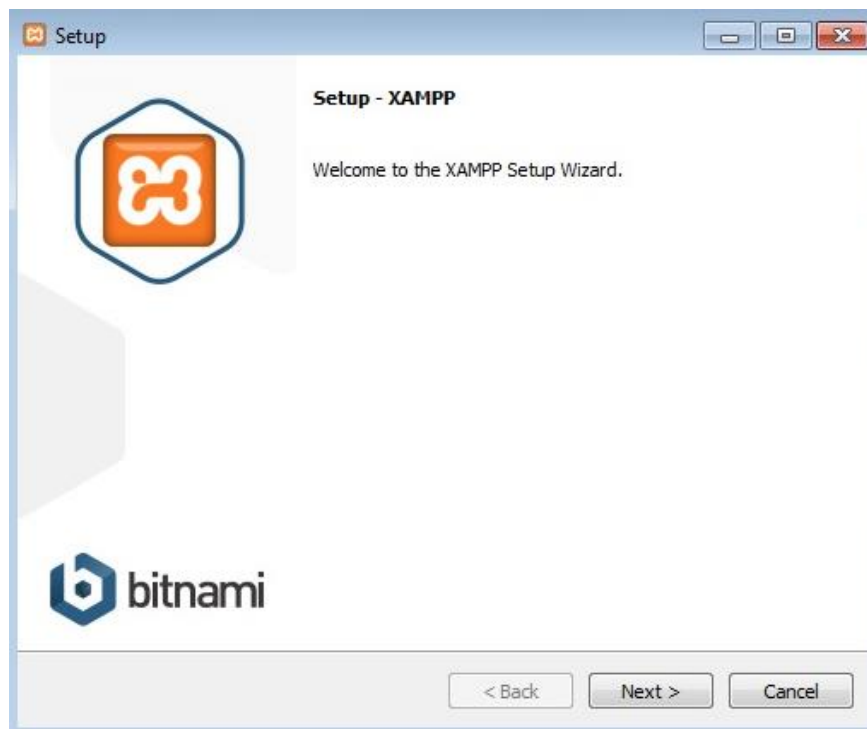 Setup
Setup - XAMPP
Welcome to the XAMPP Setup Wizard.
bitnami
< Back
Next >
Cancel